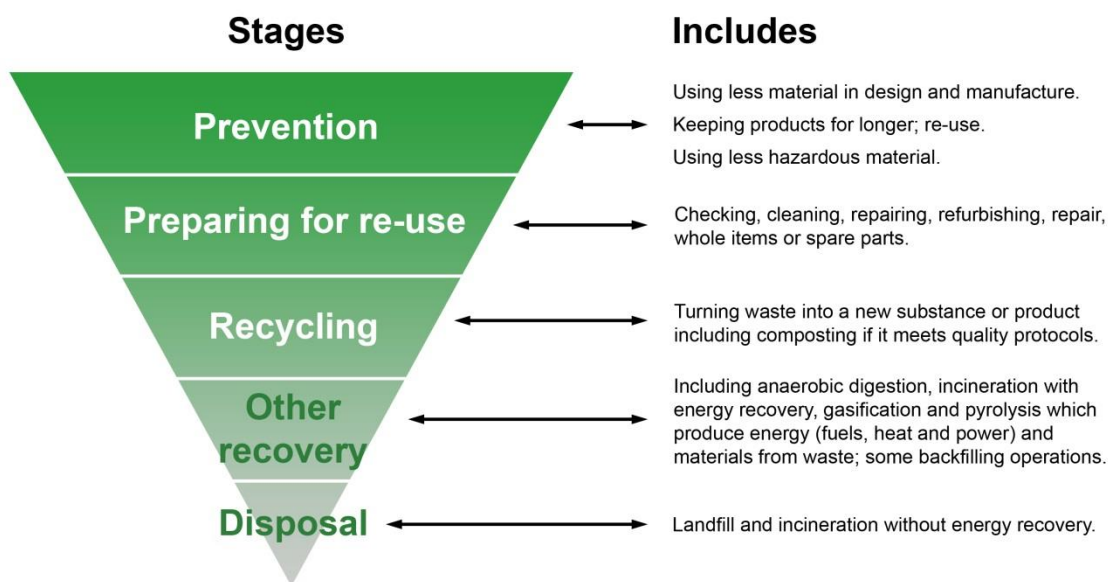 Stages
Includes
Prevention
Using less material in design and manufacture.
Keeping products for longer; re-use.
Using less hazardous material.
Preparing for re-use
Checking, cleaning, repairing, refurbishing, repair,
whole items or spare parts.
Recycling
Turning waste into a new substance or product
including composting if it meets quality protocols.
Other
recovery
Including anaerobic digestion, incineration with
energy recovery, gasification and pyrolysis which
produce energy (fuels, heat and power) and
materials from waste; some backfilling operations.
Disposal
Landfill and incineration without energy recovery.